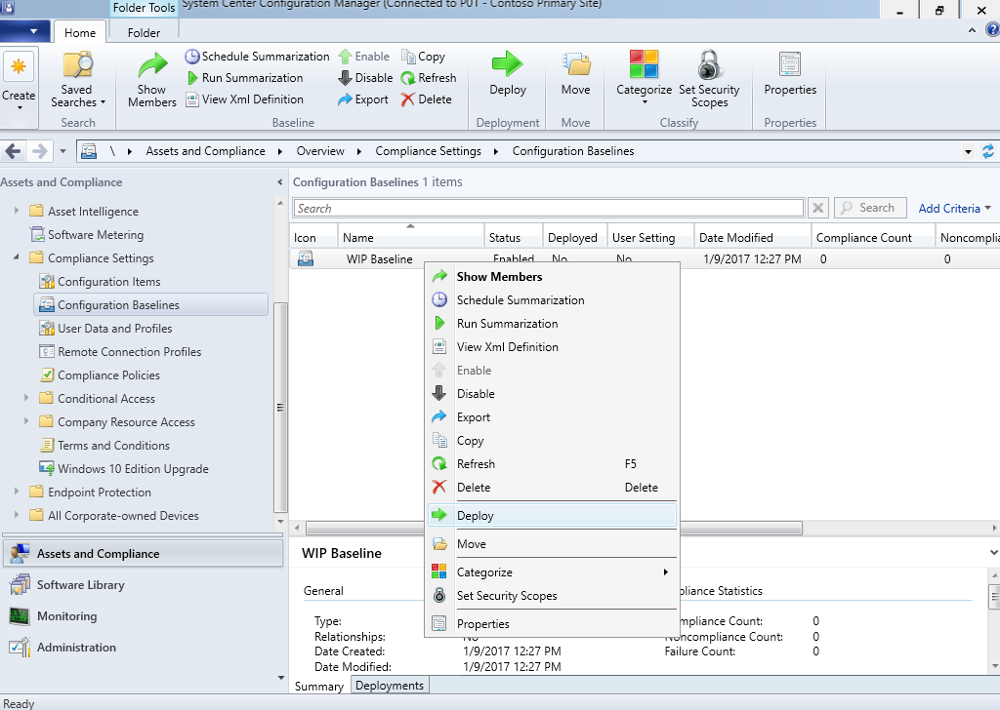 Folder Tools
System Center Configuration Manager (Connected to P01 - Contoso Primary Site)
Home
Folder
Create
Saved Searches
Search
Show Members
Schedule Summarization
Run Summarization
View Xml Definition
Enable
Disable
Export
Copy
Refresh
Delete
Baseline
Deploy
Deployment
Move
Move
Categorize
Set Security Scopes
Classify
Properties
Properties
\ Assets and Compliance Overview Compliance Settings Configuration Baselines
Assets and Compliance
Asset Intelligence
Software Metering
Compliance Settings
Configuration Items
Configuration Baselines
User Data and Profiles
Remote Connection Profiles
Compliance Policies
Conditional Access
Company Resource Access
Terms and Conditions
Windows 10 Edition Upgrade
Endpoint Protection
All Corporate-owned Devices
Assets and Compliance
Software Library
Monitoring
Administration
Configuration Baselines 1 items
Search
Search
Add Criteria
Icon Name Status Deployed User Setting Date Modified Compliance Count Noncomplia
WIP Baseline Enabled No No 1/9/2017 12:27 PM 0 0
Show Members
Schedule Summarization
Run Summarization
View Xml Definition
Enable
Disable
Export
Copy
Refresh F5
Delete Delete
Deploy
Move
Categorize
Set Security Scopes
Properties
WIP Baseline
General
Type:
Relationships: No
Date Created: 1/9/2017 12:27 PM
Date Modified: 1/9/2017 12:27 PM
pliance Statistics
mpliance Count: 0
Noncompliance Count: 0
Failure Count: 0
Summary Deployments
Ready